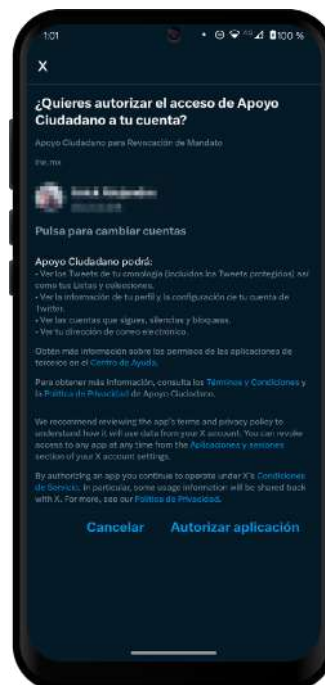 1:01
100 %
X
¿Quieres autorizar el acceso de Apoyo
Ciudadano a tu cuenta?
Apoyo Ciudadano para Revocación de Mandato
ine.mx
Pulsa para cambiar cuentas
Apoyo Ciudadano podrá:
• Ver los Tweets de tu cronología (incluidos los Tweets protegidos) así
como tus Listas y colecciones.
• Ver la información de tu perfil y la configuración de tu cuenta de
Twitter.
• Ver las cuentas que sigues, silencias y bloqueas.
• Ver tu dirección de correo electrónico.
Obtén más información sobre los permisos de las aplicaciones de
terceros en el Centro de Ayuda.
Para obtener más información, consulta los Términos y Condiciones y
la Política de Privacidad de Apoyo Ciudadano.
We recommend reviewing the app's terms and privacy policy to
understand how it will use data from your X account. You can revoke
access to any app at any time from the Aplicaciones y sesiones
section of your X account settings.
By authorizing an app you continue to operate under X's Condiciones
de Servicio. In particular, some usage information will be shared back
with X. For more, see our Política de Privacidad.
Cancelar Autorizar aplicación